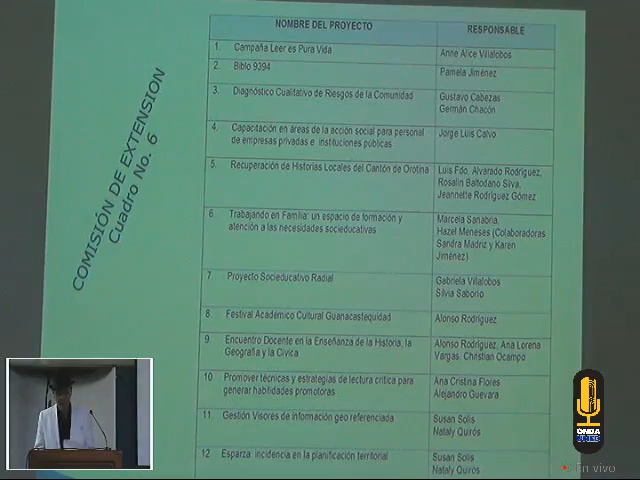 COMISIÓN DE EXTENSION
Cuadro No. 6
NOMBRE DEL PROYECTO
RESPONSABLE
1. Campaña Leer es Pura Vida
Anne Alice Villalobos
2. Biblo 9394
Pamela Jiménez
3. Diagnóstico Cualitativo de Riesgos de la Comunidad
Gustavo Cabezas
Germán Chacón
4. Capacitación en áreas de la acción social para personal
de empresas privadas e instituciones públicas
Jorge Luis Calvo
5. Recuperación de Historias Locales del Cantón de Orotina
Luis Fdo. Alvarado Rodríguez,
Rosalin Baltodano Silva,
Jeannette Rodríguez Gómez
6. Trabajando en Familia: un espacio de formación y
atención a las necesidades socieducativas
Marcela Sanabria,
Hazel Meneses (Colaboradoras
Sandra Madriz y Karen
Jiménez)
7 Proyecto Socieducativo Radial
Gabriela Villalobos
Silvia Saborio
8. Festival Académico Cultural Guanacastequidad
Alonso Rodríguez
9. Encuentro Docente en la Enseñanza de la Historia, la
Geografía y la Cívica
Alonso Rodríguez, Ana Lorena
Vargas. Christian Ocampo
10 Promover técnicas y estrategias de lectura crítica para
generar habilidades promotoras
Ana Cristina Flores
Alejandro Guevara
11. Gestión Visores de información geo referenciada
Susan Solís
Nataly Quirós
12 Esparza: incidencia en la planificación territorial
Susan Solís
Nataly Quirós
ONDA
UNED
En vivo